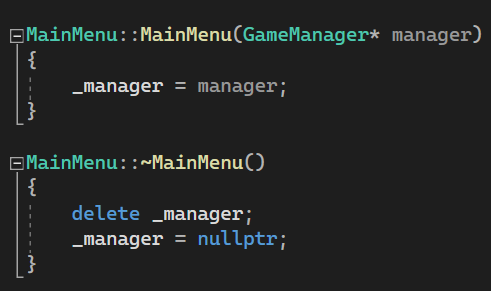 MainMenu::MainMenu(GameManager* manager)
{
    _manager = manager;
}
MainMenu::~MainMenu()
{
    delete _manager;
    _manager = nullptr;
}